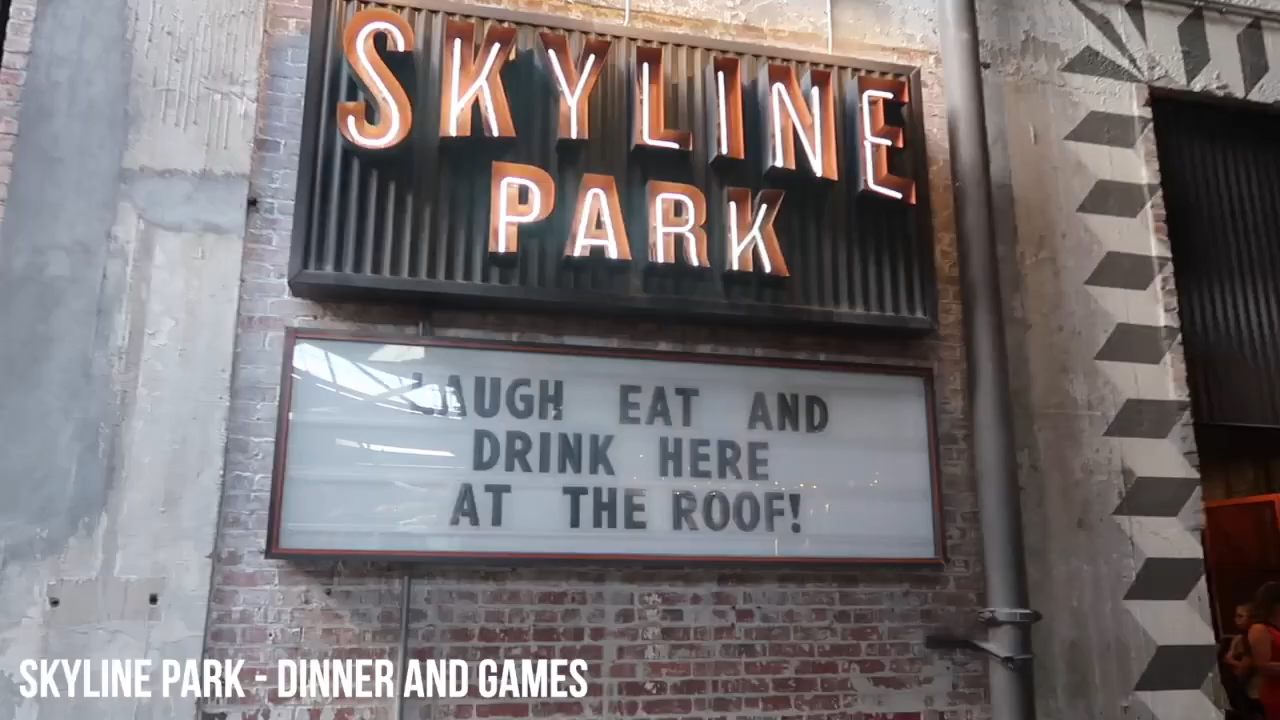 SKYLINE
PARK
LAUGH EAT AND
DRINK HERE
AT THE ROOF!
SKYLINE PARK - DINNER AND GAMES